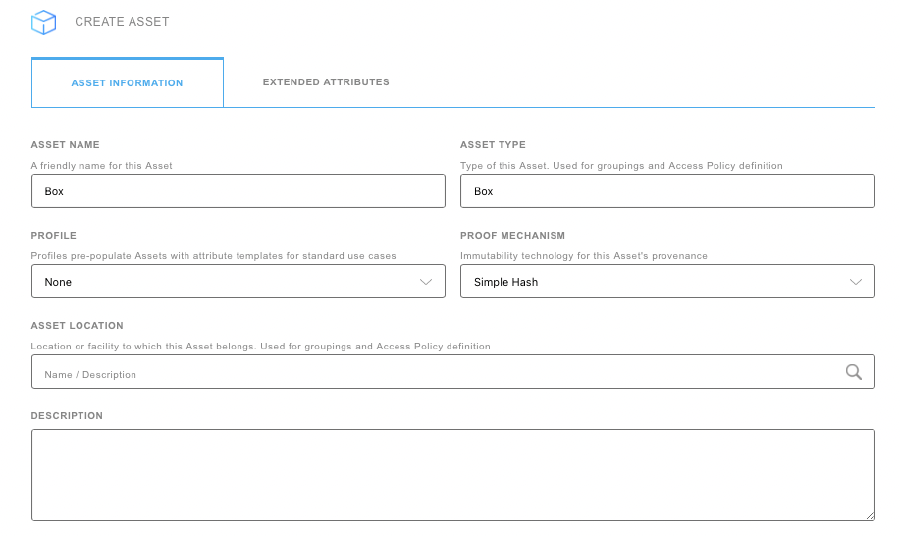 CREATE ASSET
ASSET INFORMATION
EXTENDED ATTRIBUTES
ASSET NAME
A friendly name for this Asset
Box
ASSET TYPE
Type of this Asset. Used for groupings and Access Policy definition
Box
PROFILE
Profiles pre-populate Assets with attribute templates for standard use cases
None
PROOF MECHANISM
Immutability technology for this Asset's provenance
Simple Hash
ASSET LOCATION
Location or facility to which this Asset belongs. Used for groupings and Access Policy definition
Name / Description
DESCRIPTION